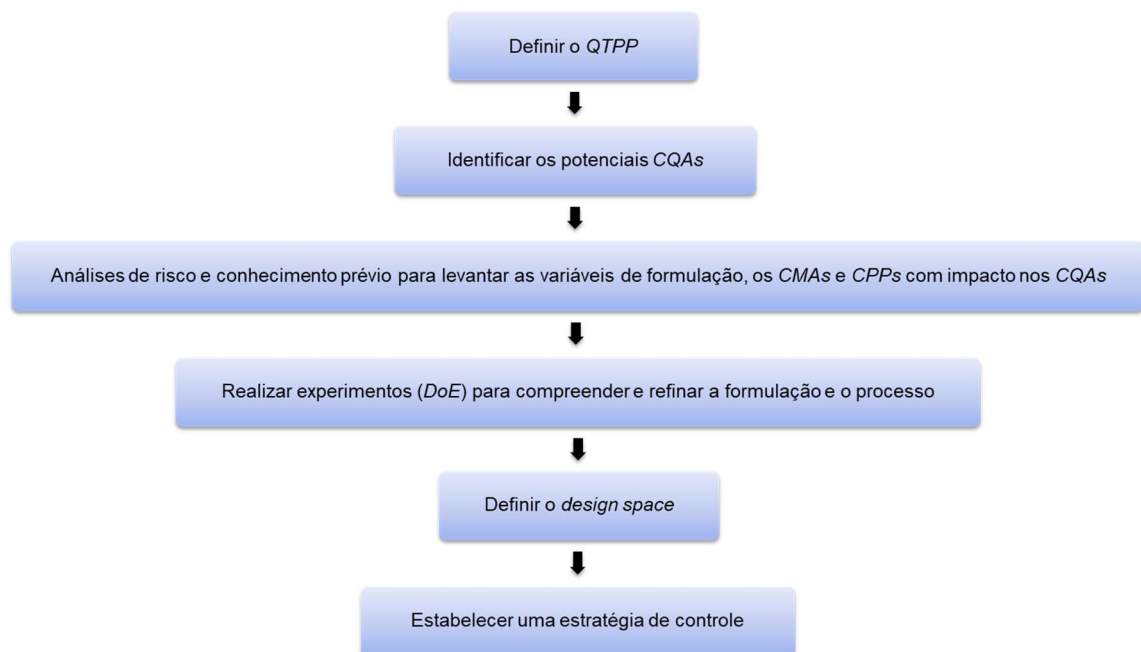 Definir o QTPP
Identificar os potenciais CQAs
Análises de risco e conhecimento prévio para levantar as variáveis de formulação, os CMAs e CPPs com impacto nos CQAs
Realizar experimentos (DoE) para compreender e refinar a formulação e o processo
Definir o design space
Estabelecer uma estratégia de controle